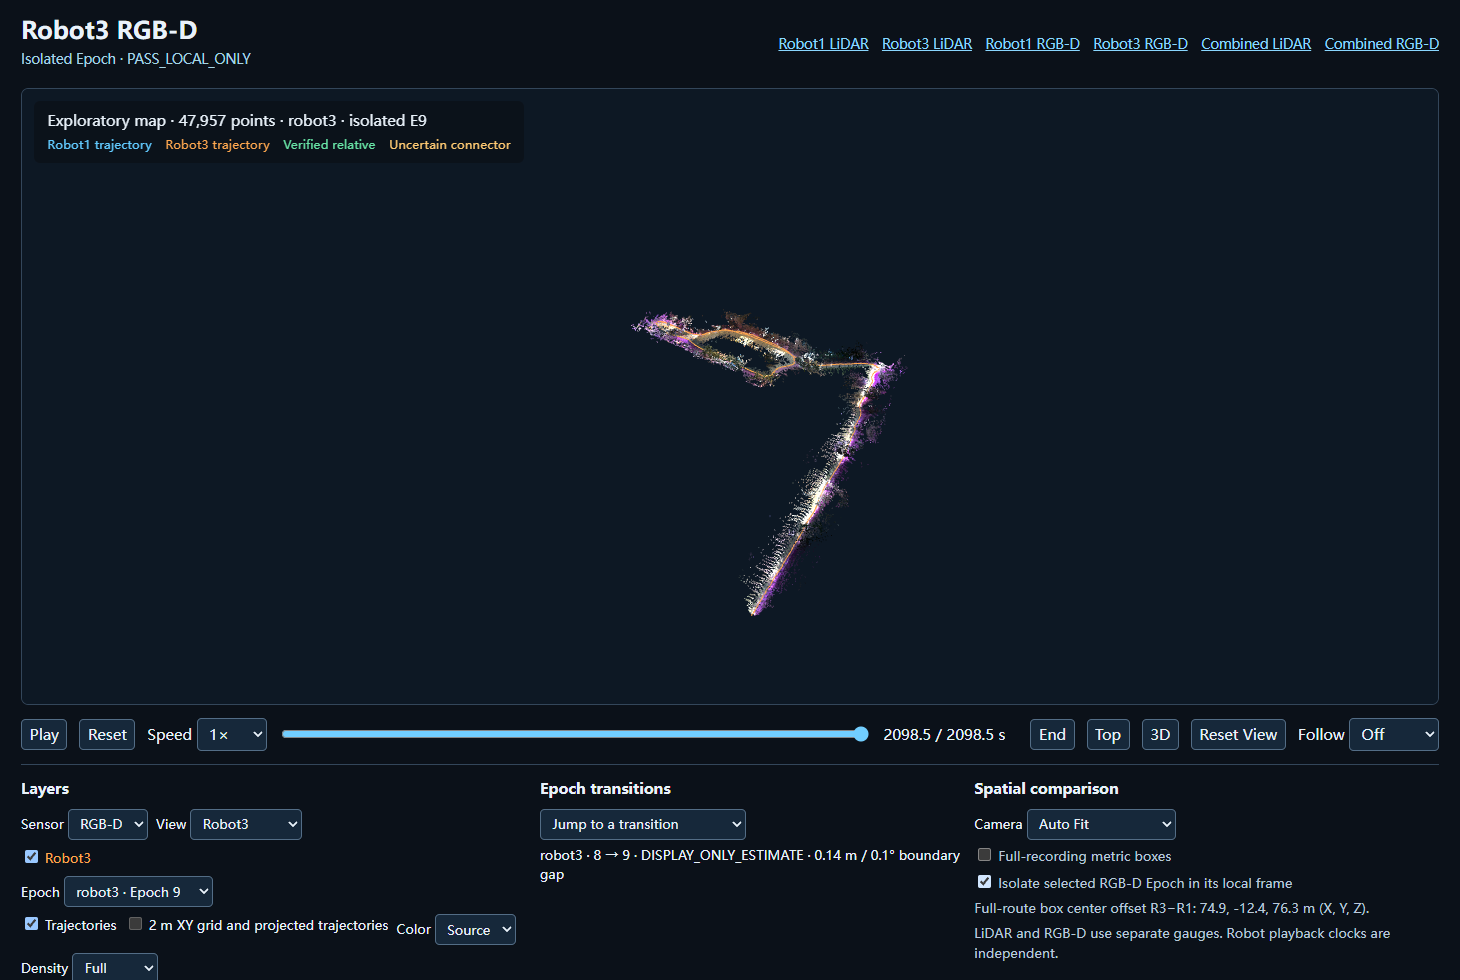 Robot3 RGB-D
Isolated Epoch · PASS_LOCAL_ONLY
Robot1 LiDAR Robot3 LiDAR Robot1 RGB-D Robot3 RGB-D Combined LiDAR Combined RGB-D
Exploratory map · 47,957 points · robot3 · isolated E9
Robot1 trajectory Robot3 trajectory Verified relative Uncertain connector
Play Reset Speed 1× 2098.5 / 2098.5 s End Top 3D Reset View Follow Off
Layers
Sensor RGB-D View Robot3
Robot3
Epoch robot3 · Epoch 9
Trajectories 2 m XY grid and projected trajectories Color Source
Density Full
Epoch transitions
Jump to a transition
robot3 · 8 → 9 · DISPLAY_ONLY_ESTIMATE · 0.14 m / 0.1° boundary
gap
Spatial comparison
Camera Auto Fit
Full-recording metric boxes
Isolate selected RGB-D Epoch in its local frame
Full-route box center offset R3−R1: 74.9, -12.4, 76.3 m (X, Y, Z).
LiDAR and RGB-D use separate gauges. Robot playback clocks are
independent.